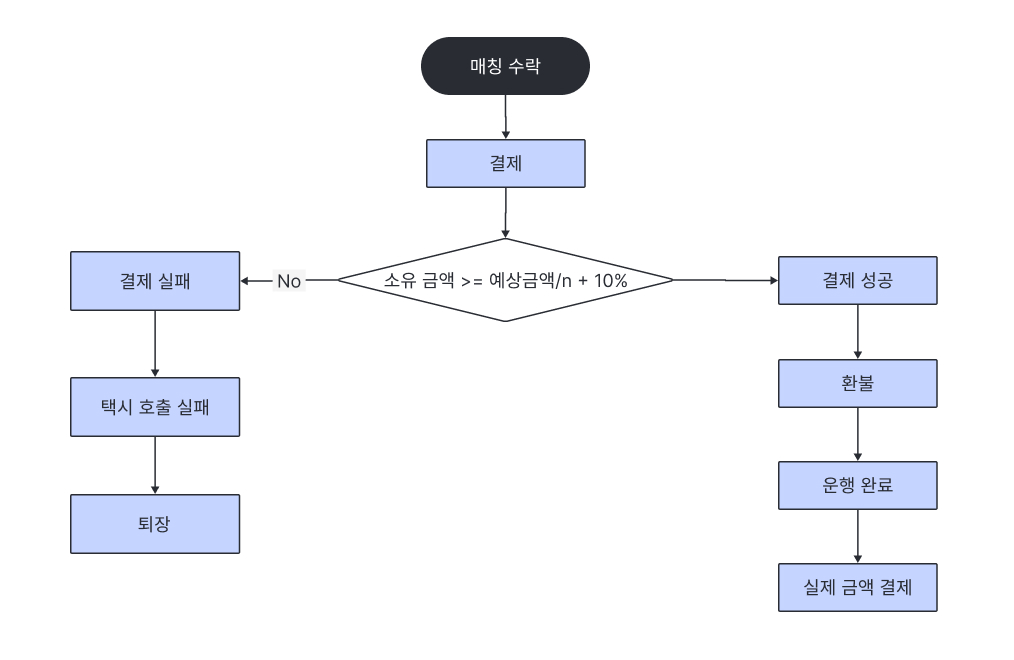 매칭 수락
결제
소유 금액 >= 예상금액/n + 10%
No
결제 실패
택시 호출 실패
퇴장
결제 성공
환불
운행 완료
실제 금액 결제